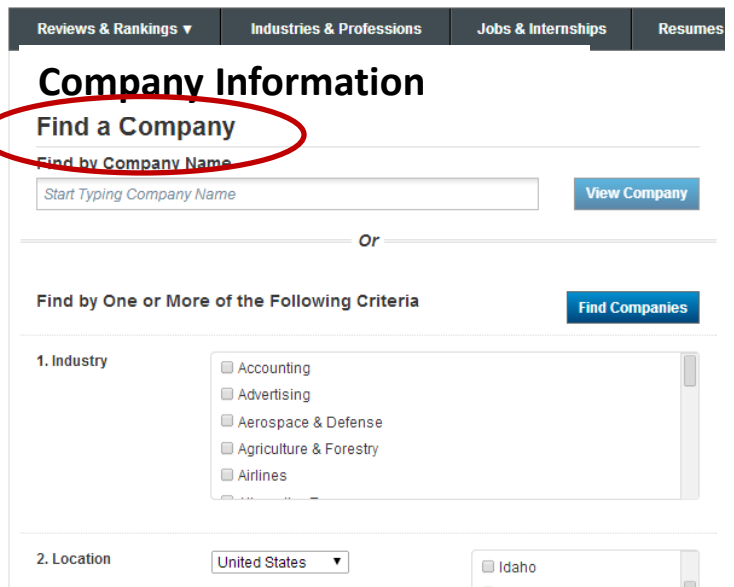 Reviews & Rankings ▼ Industries & Professions Jobs & Internships Resumes
Company Information
Find a Company
Find by Company Name
Start Typing Company Name View Company
Or
Find by One or More of the Following Criteria Find Companies
1. Industry
Accounting
Advertising
Aerospace & Defense
Agriculture & Forestry
Airlines
2. Location United States ▼ Idaho